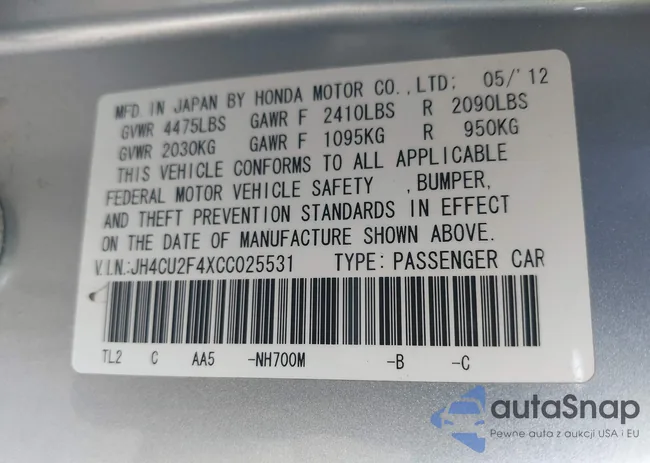 MFD. IN JAPAN BY HONDA MOTOR CO., LTD: 05/'12
GVWR 4475LBS GAWR F 2410LBS R 2090LBS
GVWR 2030KG GAWR F 1095KG R 950KG
THIS VEHICLE CONFORMS TO ALL APPLICABLE
FEDERAL MOTOR VEHICLE SAFETY , BUMPER,
AND THEFT PREVENTION STANDARDS IN EFFECT
ON THE DATE OF MANUFACTURE SHOWN ABOVE.
V.I.N.:JH4CU2F4XCC025531 TYPE: PASSENGER CAR
TL2 C AA5 -NH700M -B -C
autaSnap
Pewne auta z aukcji USA i EU